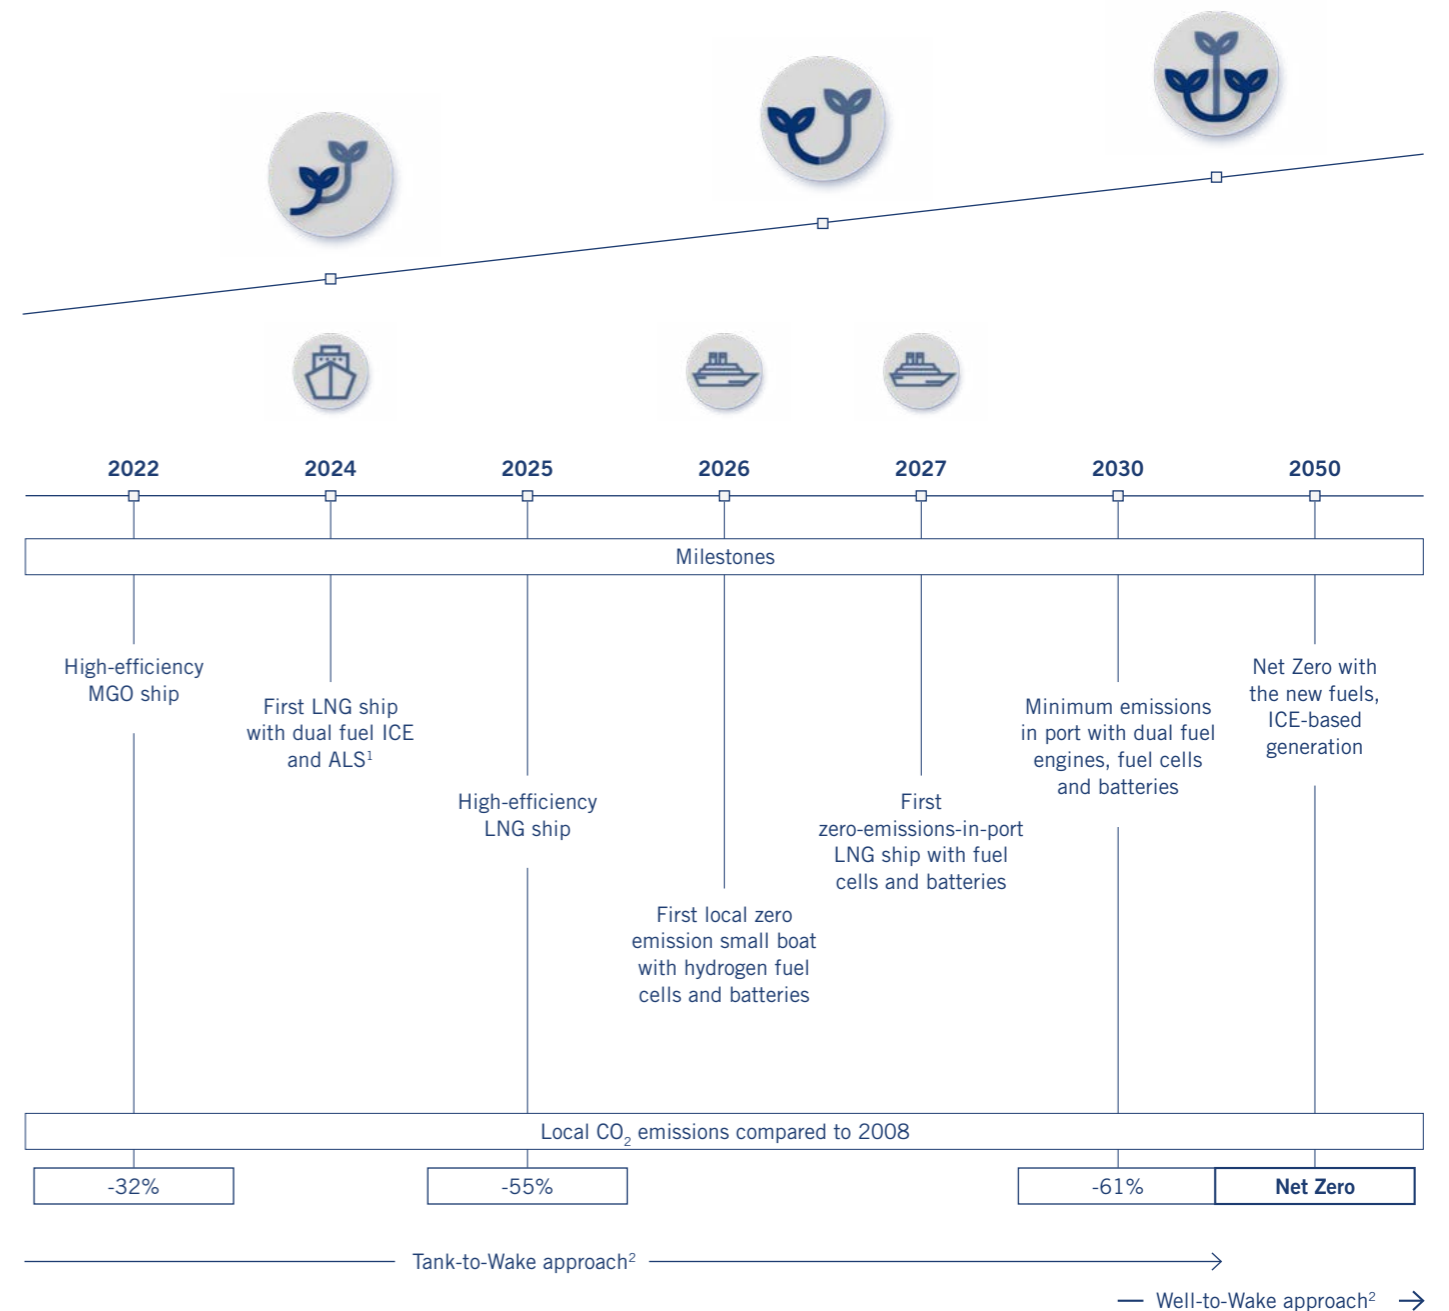 2022
2024
2025
2026
2027
2030
2050
Milestones
High-efficiency
MGO ship
First LNG ship
with dual fuel ICE
and ALS¹
High-efficiency
LNG ship
First local zero
emission small boat
with hydrogen fuel
cells and batteries
First
zero-emissions-in-port
LNG ship with fuel
cells and batteries
Minimum emissions
in port with dual fuel
engines, fuel cells
and batteries
Net Zero with
the new fuels,
ICE-based
generation
Local CO₂ emissions compared to 2008
-32%
-55%
-61%
Net Zero
Tank-to-Wake approach²
Well-to-Wake approach²